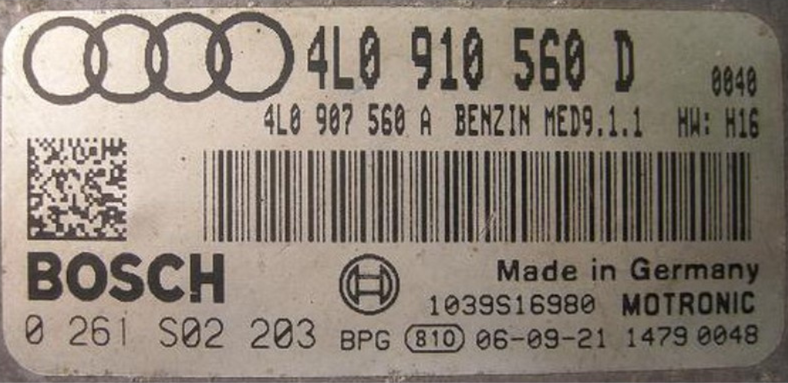 4L0 910 560 D 0040
4L0 907 560 A BENZIN MED9.1.1 HW: H16
BOSCH
Made in Germany
1039S16980 MOTRONIC
0 261 S02 203 BPG 810 06-09-21 1479 0048